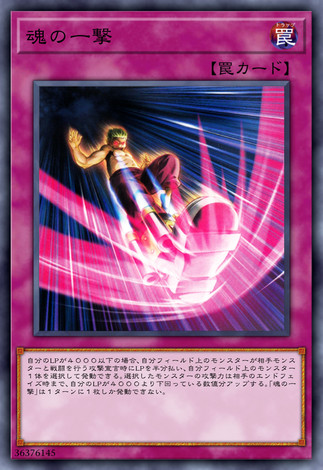 魂の一撃
トラップ
罠
【罠カード】
自分のLPが4000以下の場合、自分フィールド上のモンスターが相手モンス
ターと戦闘を行う攻撃宣言時にLPを半分払い、自分フィールド上のモンスター
1体を選択して発動できる。選択したモンスターの攻撃力は相手のエンドフ
ェイズ時まで、自分のLPが4000より下回っている数値分アップする。「魂の一
撃」は1ターンに1枚しか発動できない。
36376145